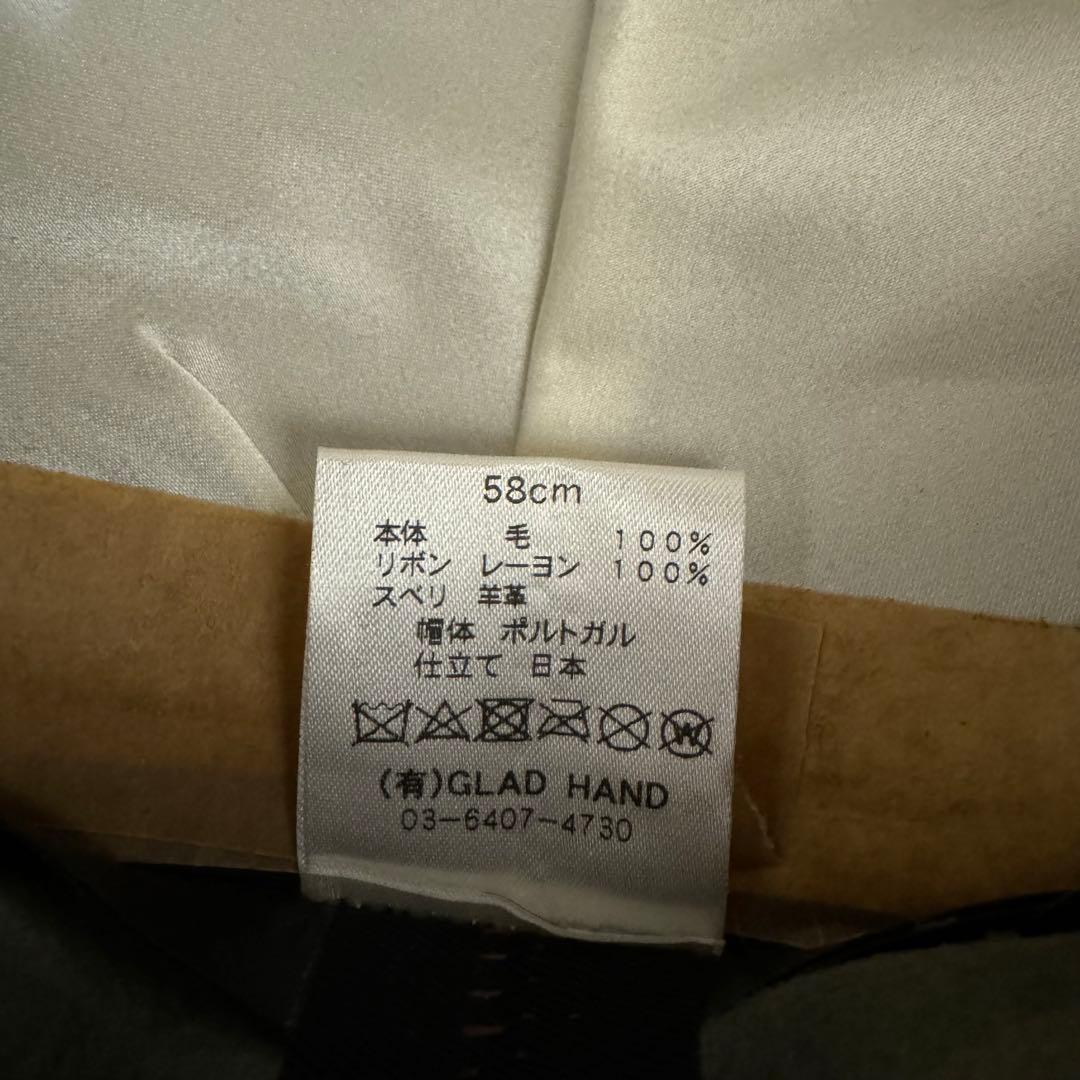 58cm
本体 毛 100%
リボン レーヨン 100%
スベリ 羊革
帽体 ポルトガル
仕立て 日本
W
(有)GLAD HAND
03-6407-4730